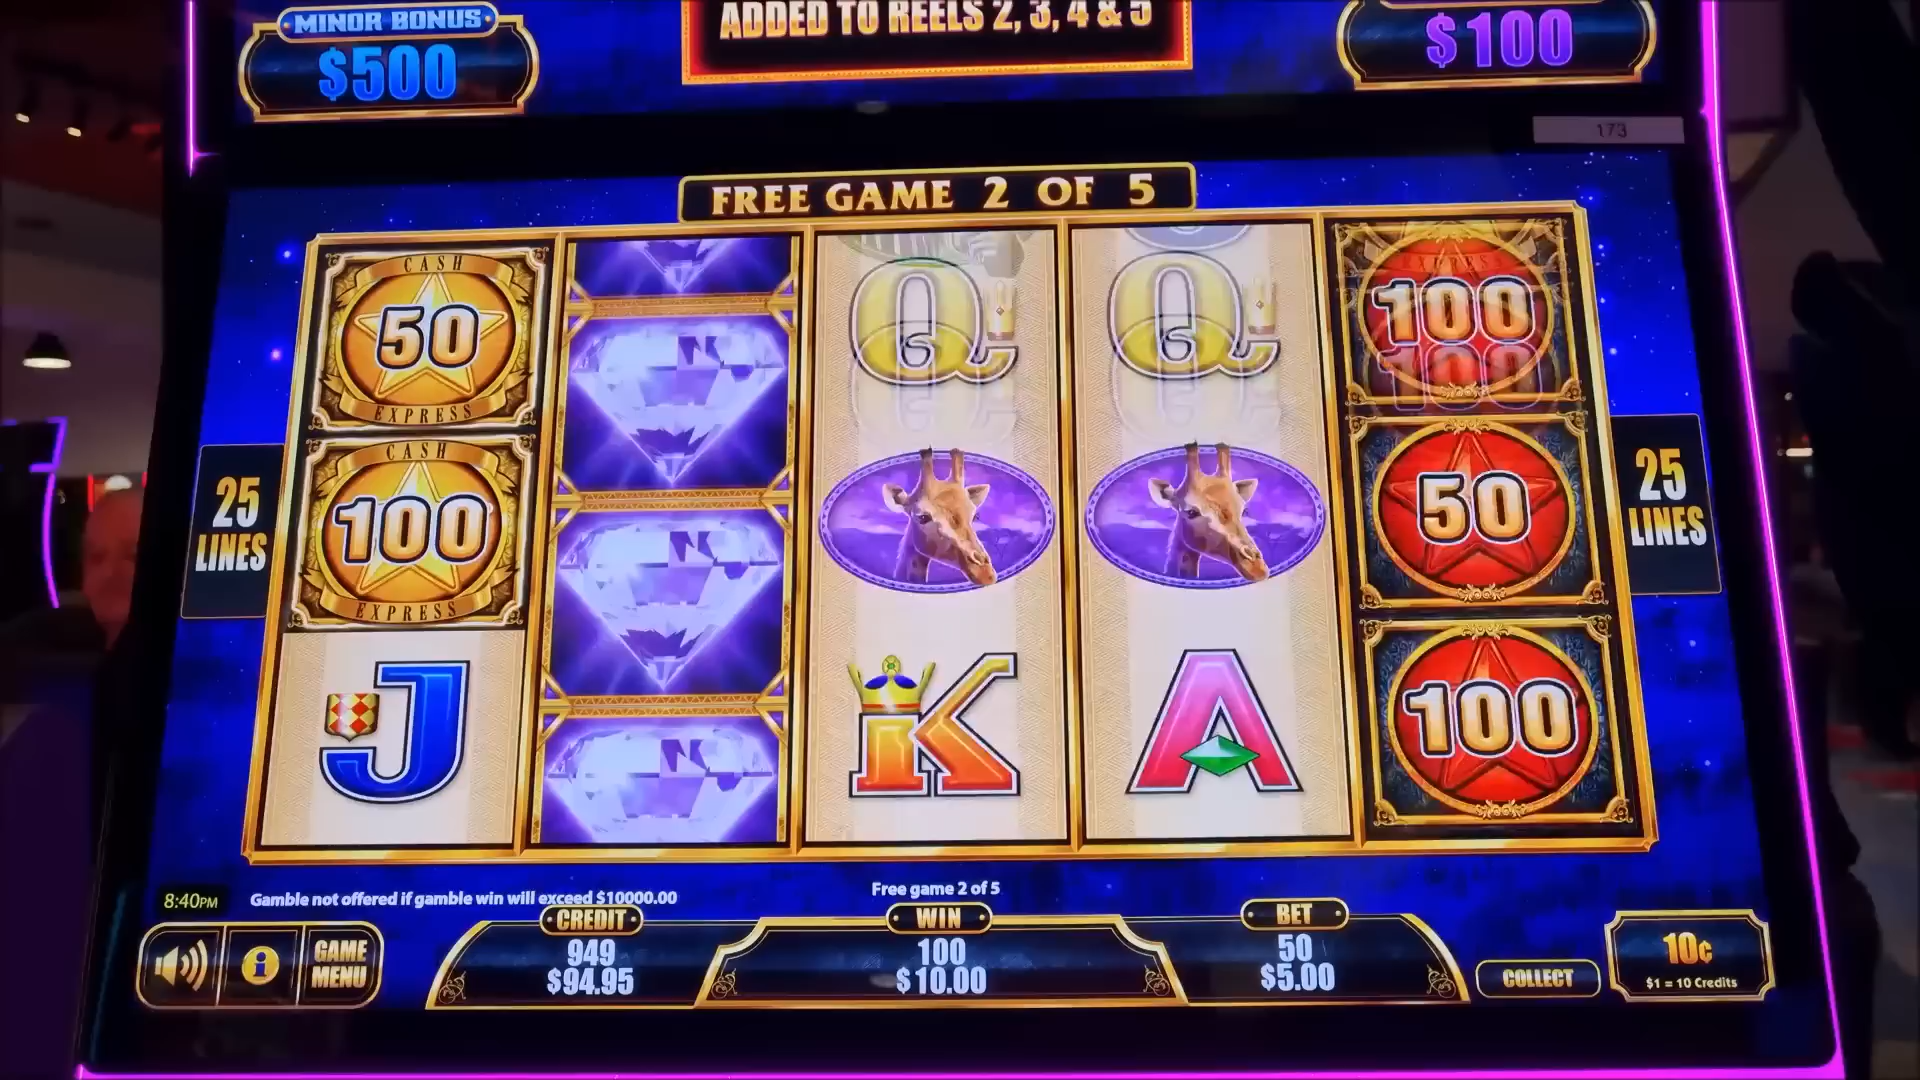 MINOR BONUS
$500
ADDED TO REELS 2, 3, 4 & 5
$100
173
FREE GAME 2 OF 5
CASH
50
EXPRESS
CASH
100
EXPRESS
J
Q
Q
K
A
100
50
100
25
LINES
25
LINES
8:40PM
Gamble not offered if gamble win will exceed $10000.00
Free game 2 of 5
GAME
MENU
CREDIT
949
$94.95
WIN
100
$10.00
BET
50
$5.00
COLLECT
10¢
$1 = 10 Credits